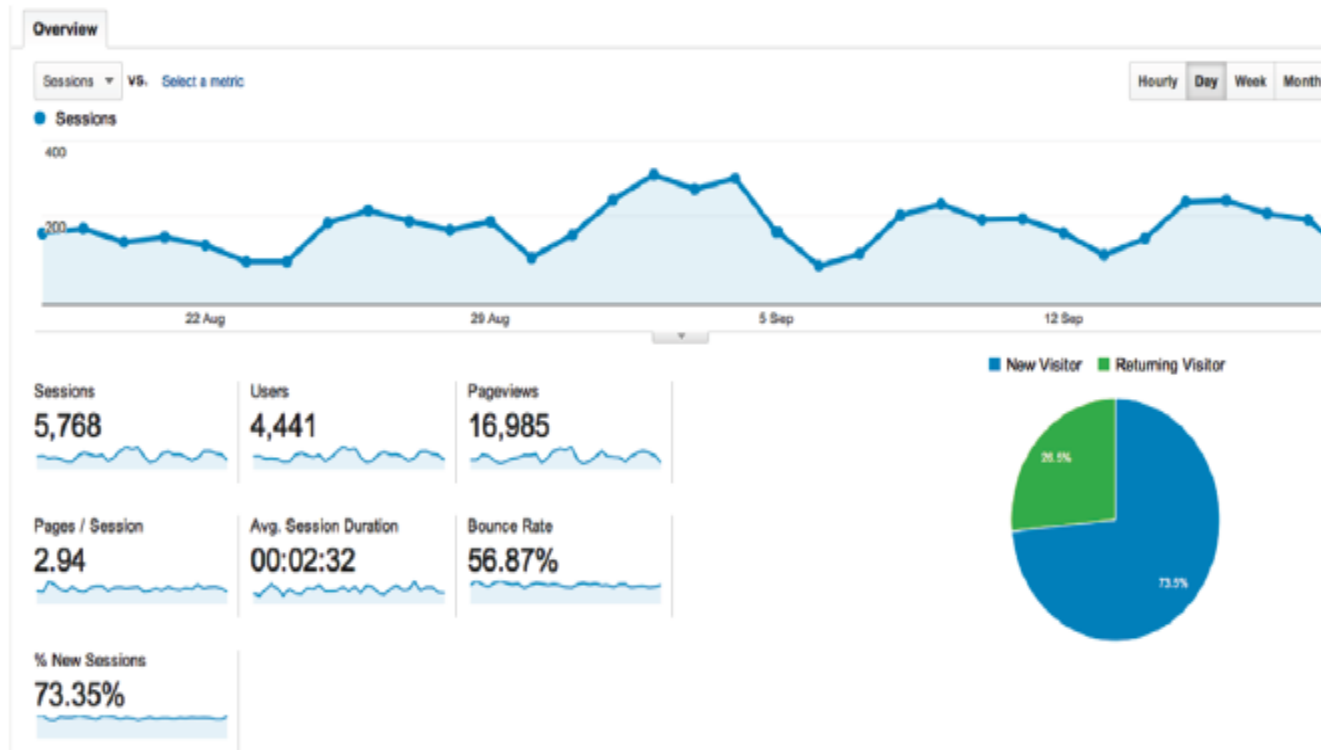 Overview
Sessions VS. Select a metric
Hourly Day Week Month
Sessions
400
200
22 Aug 29 Aug 5 Sep 12 Sep
New Visitor Returning Visitor
Sessions Users Pageviews
5,768 4,441 16,985
26.5%
Pages / Session Avg. Session Duration Bounce Rate
2.94 00:02:32 56.87%
73.5%
% New Sessions
73.35%